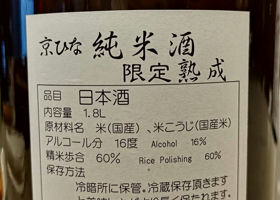 京ひな 純米酒
限定熟成
品目 日本酒
内容量 1.8L
原材料名 米(国産)、米こうじ(国産米)
アルコール分 16度 Alcohol 16%
精米歩合 60% Rice Polishing 60%
保存方法
冷暗所に保管。冷蔵保存頂きます